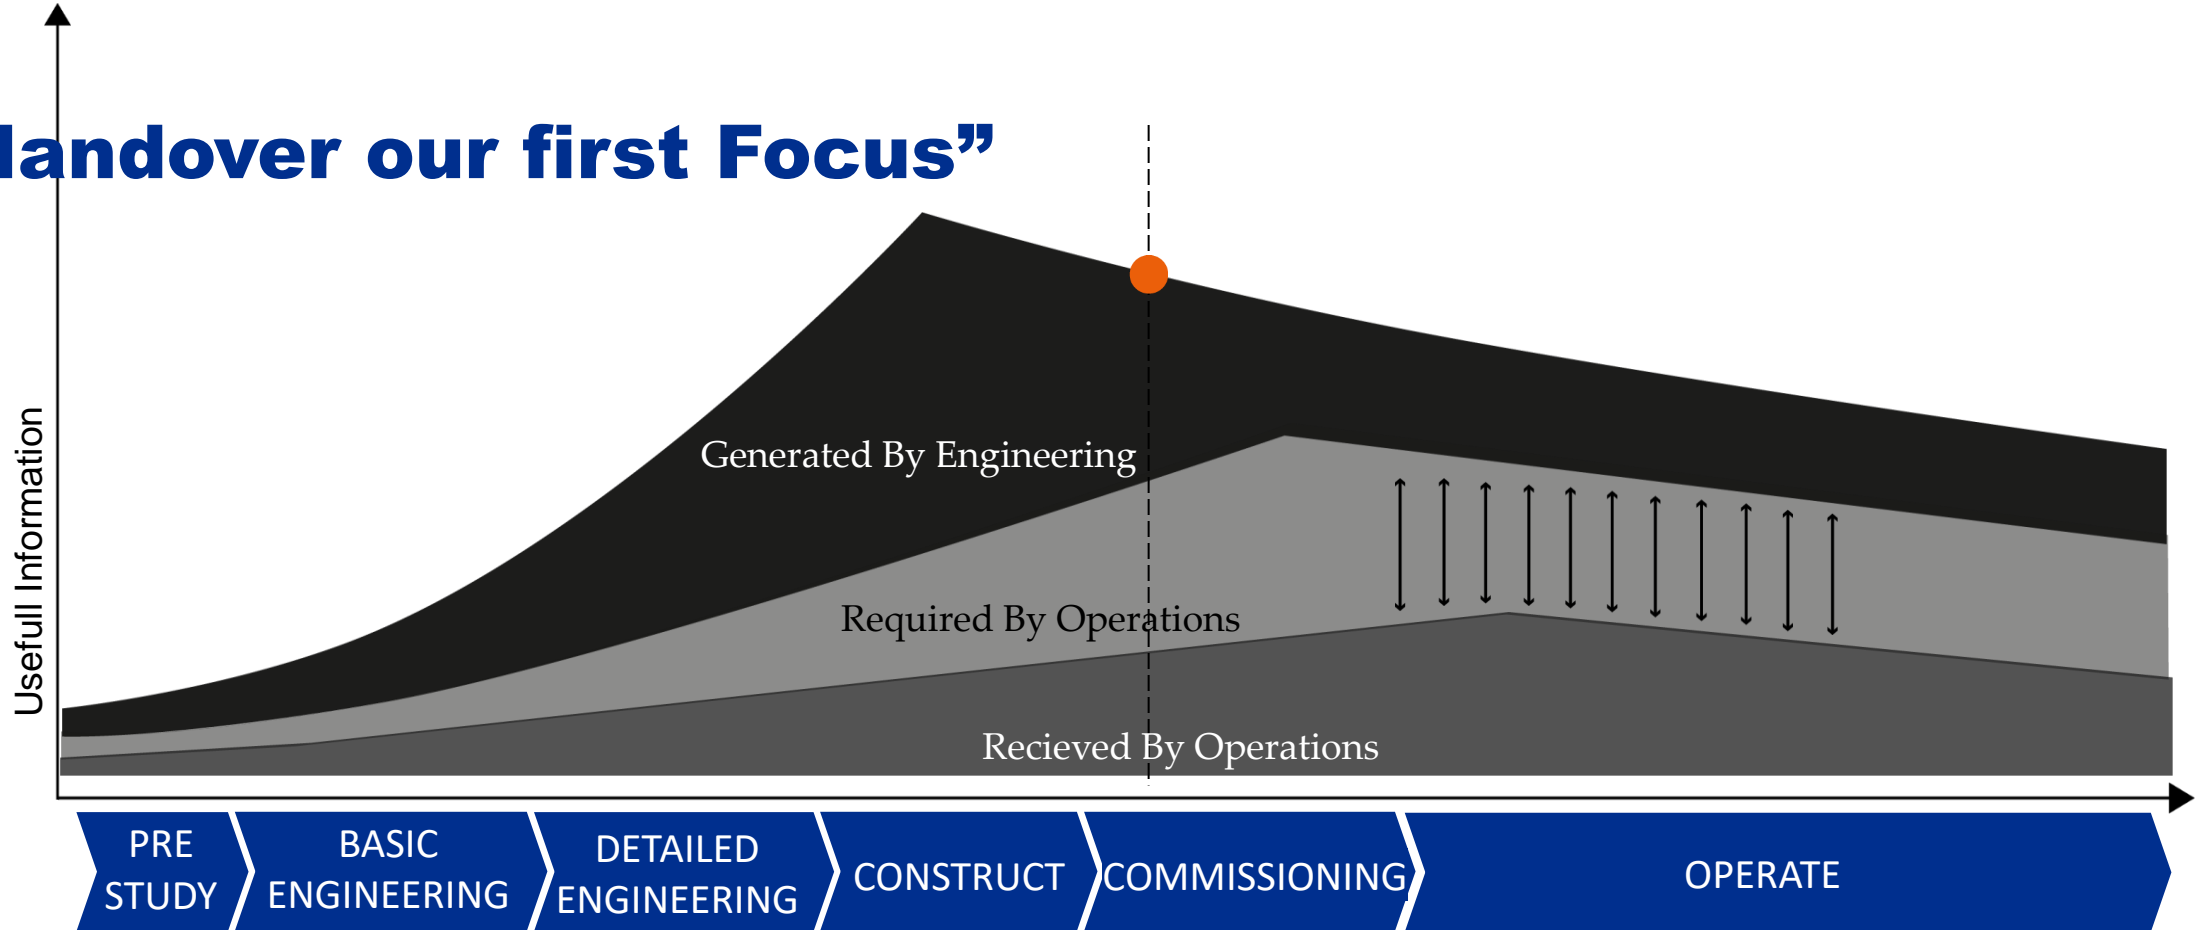 landover our first Focus”
Usefull Information
Generated By Engineering
Required By Operations
Recieved By Operations
PRE
STUDY
BASIC
ENGINEERING
DETAILED
ENGINEERING
CONSTRUCT
COMMISSIONING
OPERATE